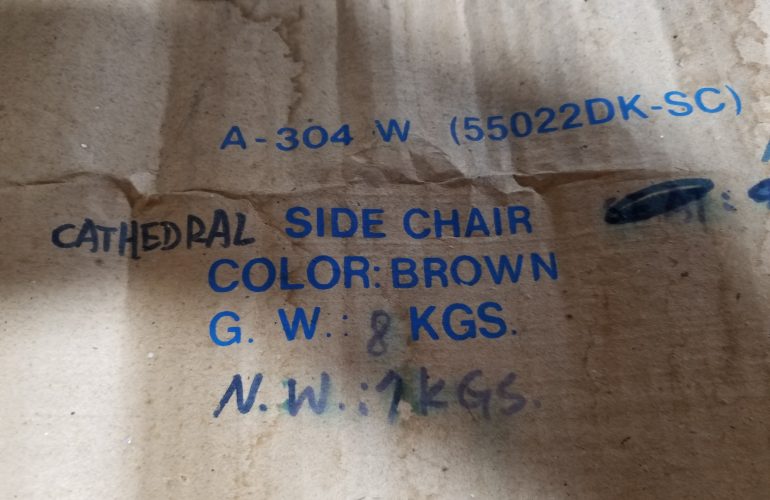 A-304 W (55022DK-SC)
CATHEDRAL SIDE CHAIR
COLOR: BROWN
G. W.: 8 KGS.
N.W.: 7 KGS.